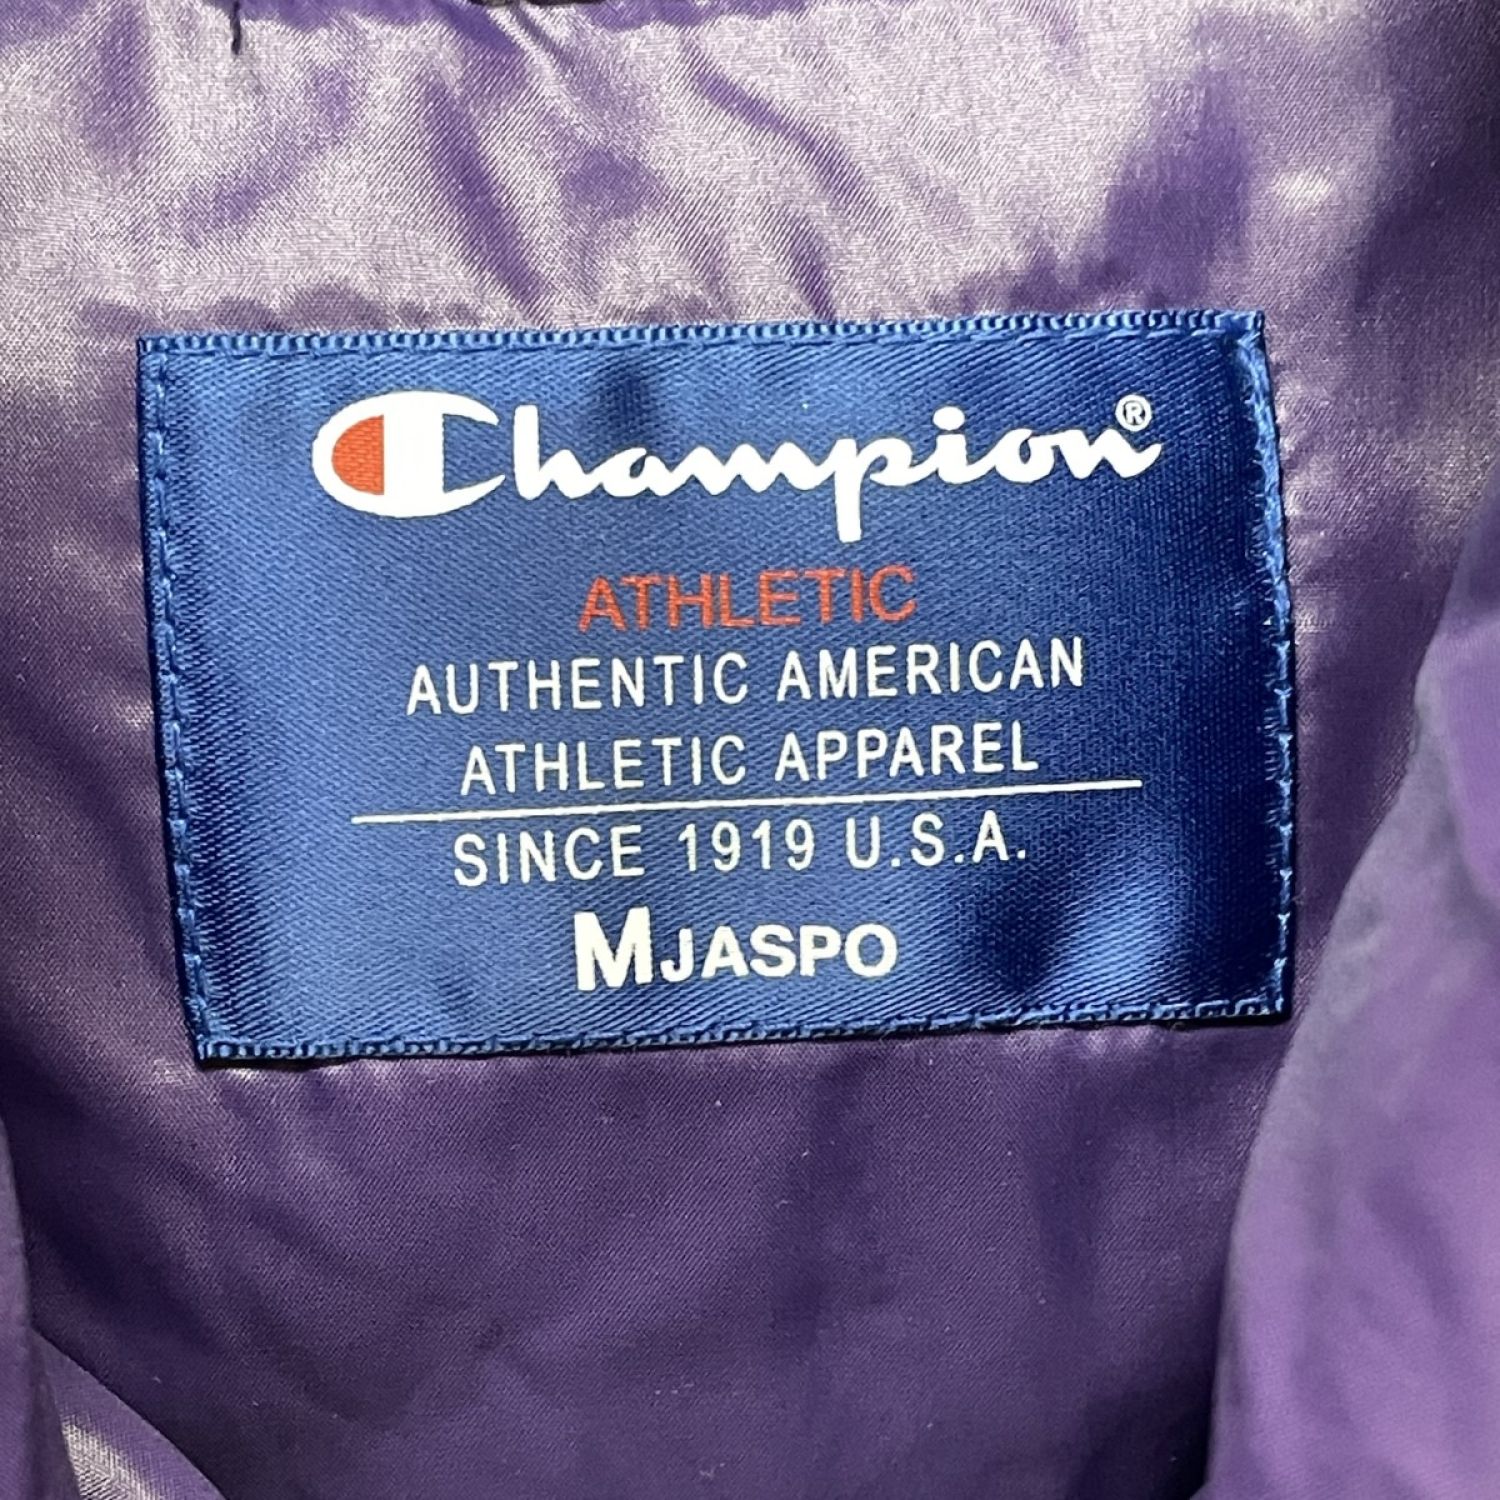 Champion®
ATHLETIC
AUTHENTIC AMERICAN
ATHLETIC APPAREL
SINCE 1919 U.S.A.
MJASPO